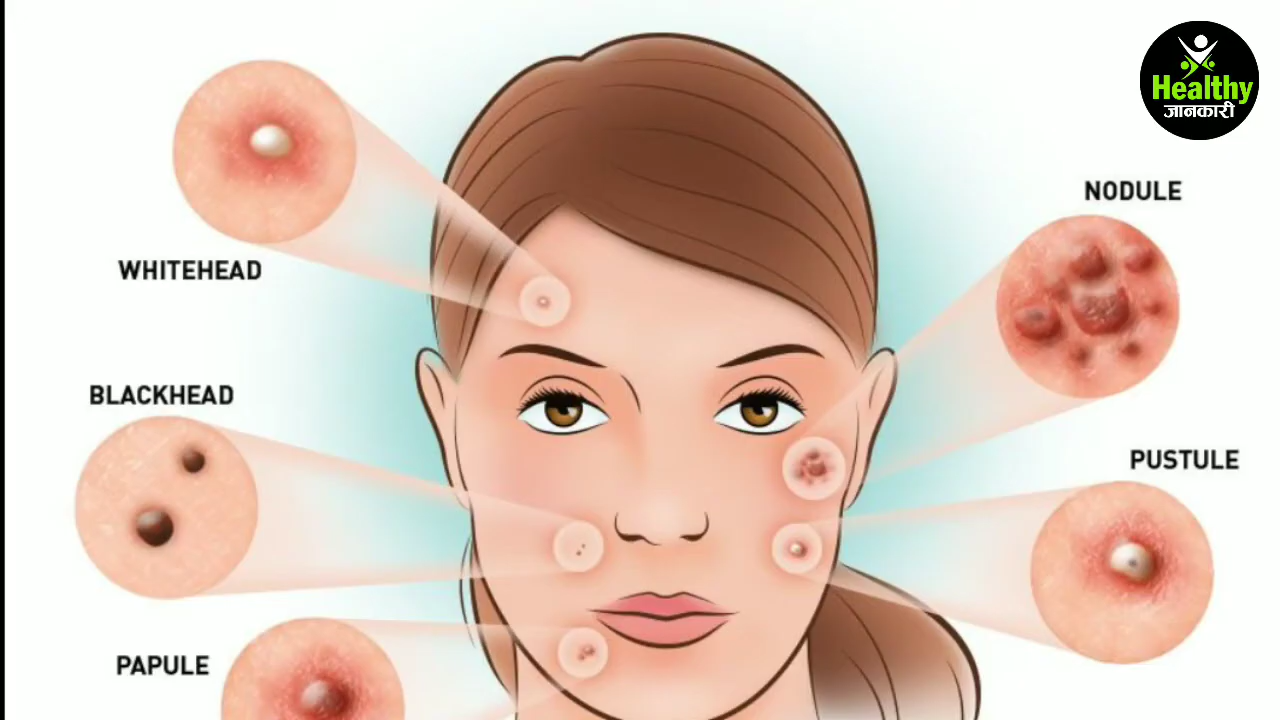 Healthy
जानकारी
NODULE
WHITEHEAD
BLACKHEAD
PUSTULE
PAPULE